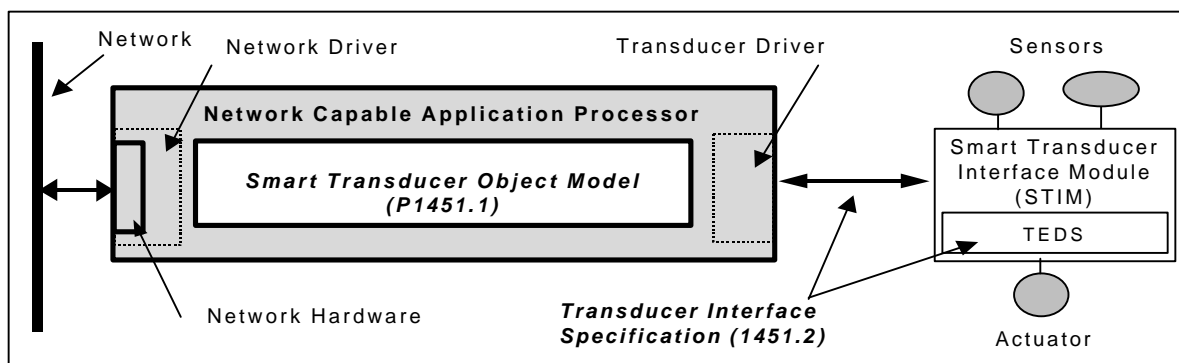 Network
Network Driver
Transducer Driver
Sensors
Network Capable Application Processor
Smart Transducer Object Model
(P1451.1)
Smart Transducer
Interface Module
(STIM)
TEDS
Network Hardware
Transducer Interface
Specification (1451.2)
Actuator